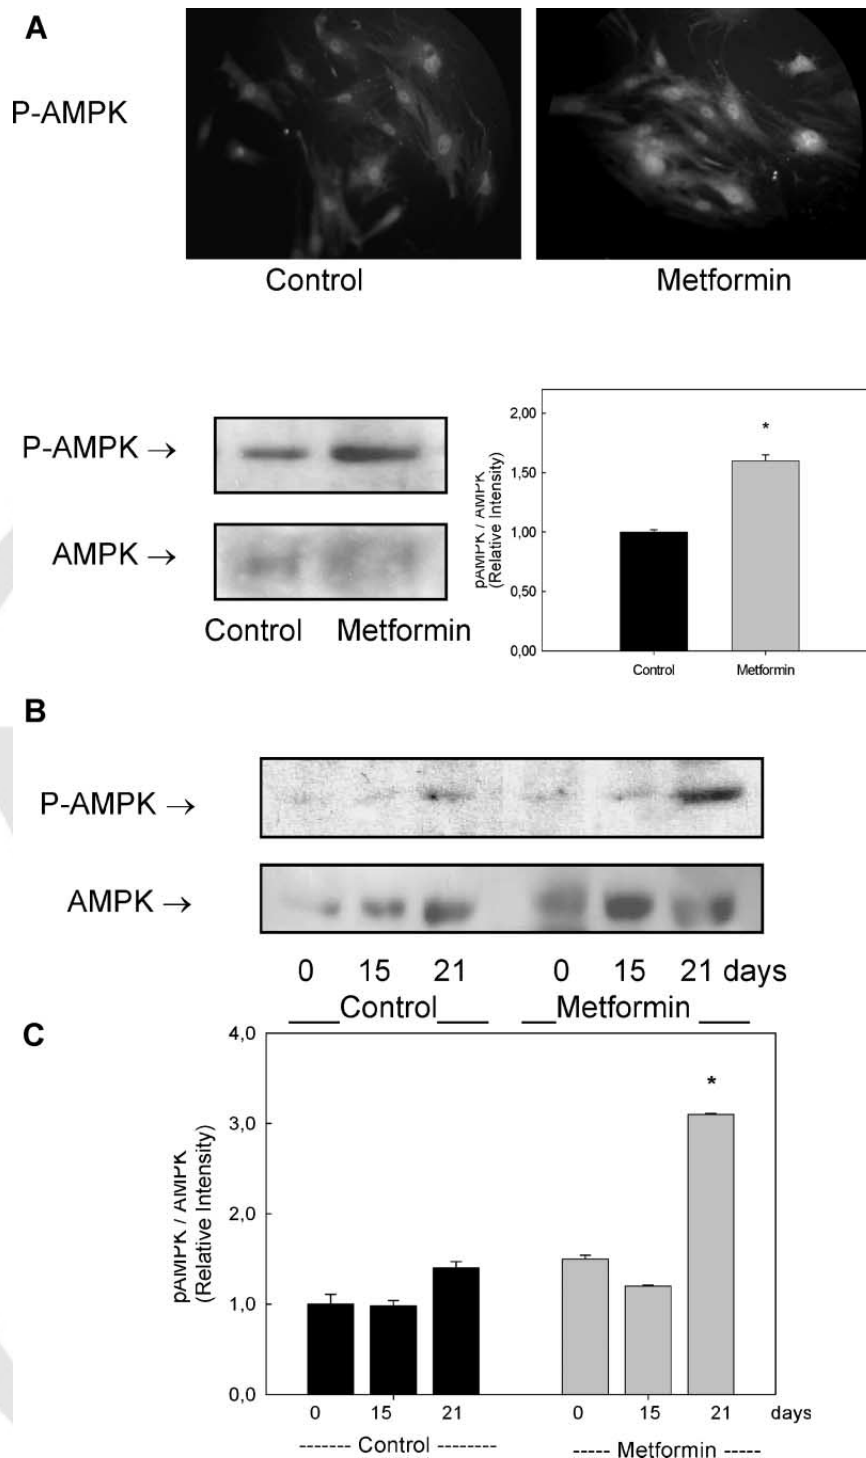 A
P-AMPK
Control Metformin
P-AMPK →
AMPK →
Control Metformin
pAMPK / AMPK
(Relative Intensity)
2,00
*
1,50
1,00
0,50
0,00
Control Metformin
B
P-AMPK →
AMPK →
0 15 21 0 15 21 days
Control Metformin
C
pAMPK / AMPK
(Relative Intensity)
4,0
*
3,0
2,0
1,0
0,0
0 15 21 0 15 21 days
------- Control -------- ----- Metformin -----